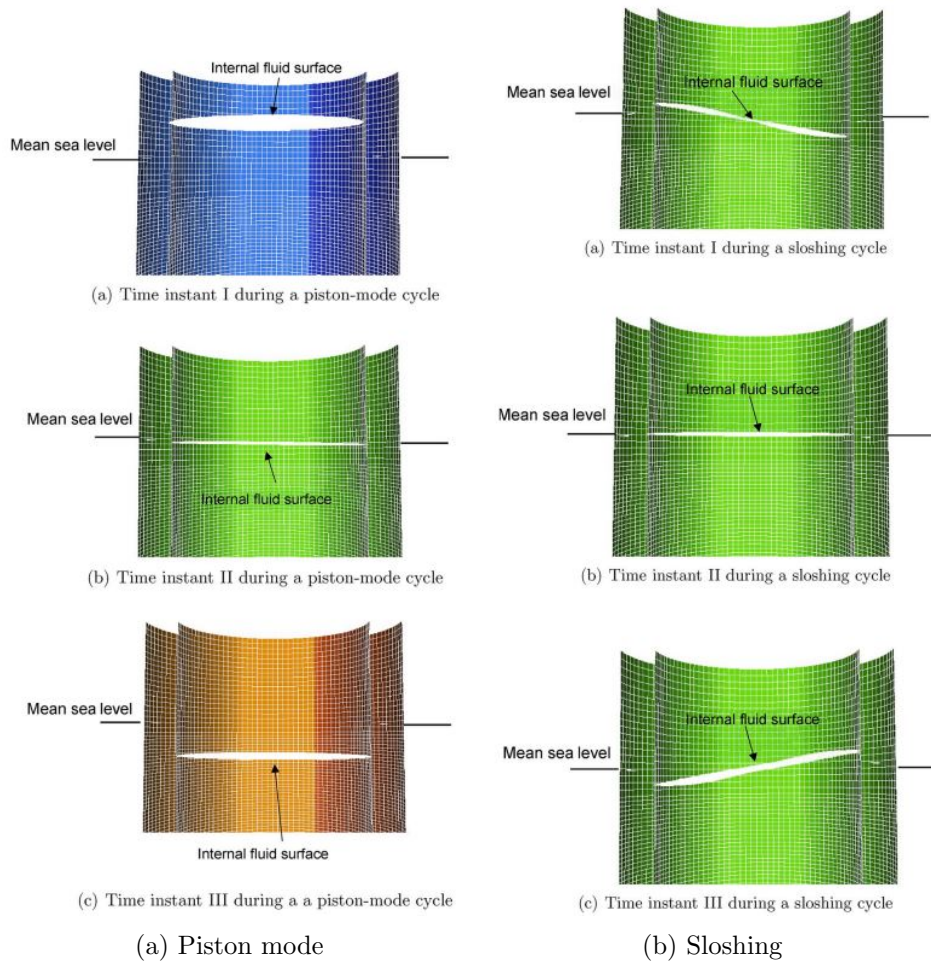 Internal fluid surface
Mean sea level
(a) Time instant I during a piston-mode cycle
Mean sea level
Internal fluid surface
(b) Time instant II during a piston-mode cycle
Mean sea level
Internal fluid surface
(c) Time instant III during a a piston-mode cycle
(a) Piston mode
Internal fluid surface
Mean sea level
(a) Time instant I during a sloshing cycle
Internal fluid surface
Mean sea level
(b) Time instant II during a sloshing cycle
Internal fluid surface
Mean sea level
(c) Time instant III during a sloshing cycle
(b) Sloshing